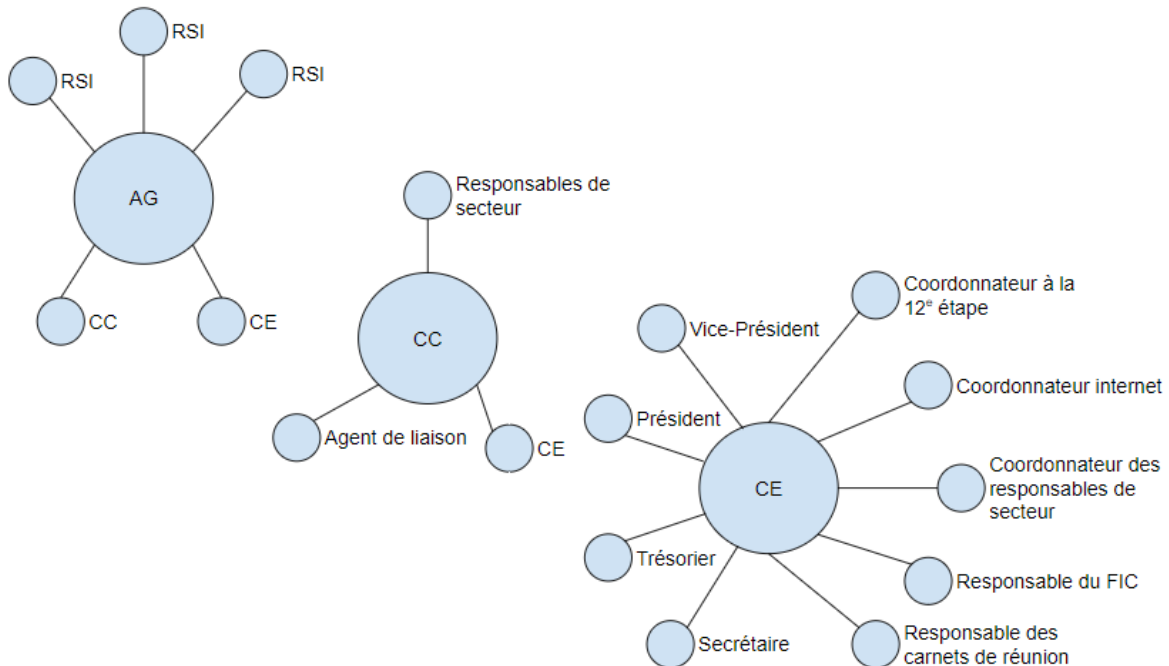 RSI
RSI
RSI
AG
CC
CE
Responsables de
secteur
CC
Agent de liaison
CE
Coordonnateur à la
12e étape
Vice-Président
Coordonnateur internet
Président
CE
Coordonnateur des
responsables de
secteur
Trésorier
Responsable du FIC
Secrétaire
Responsable des
carnets de réunion